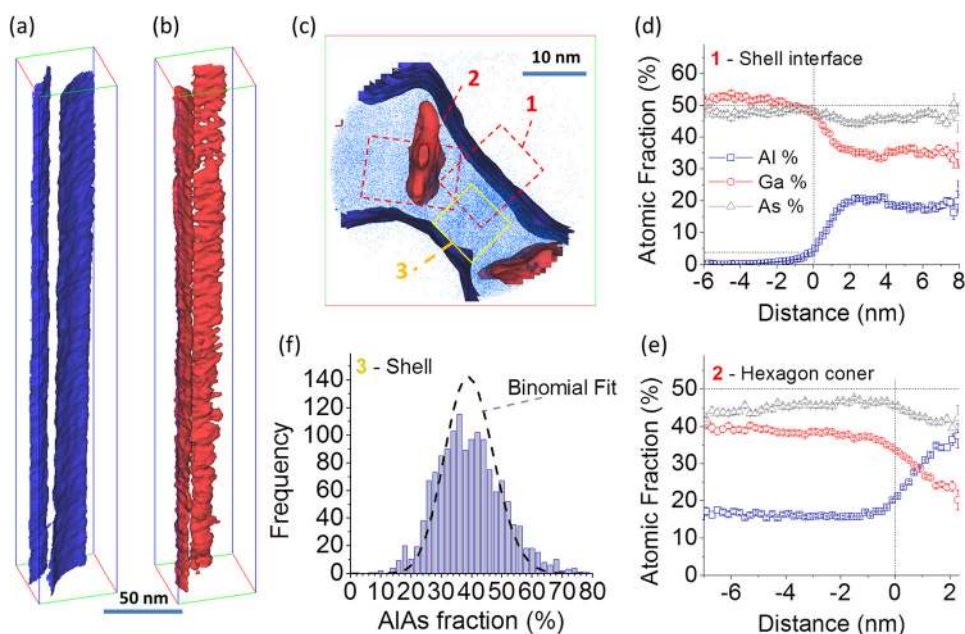 (a)
(b)
50 nm
(c)
10 nm
1
2
3
(d)
1 - Shell interface
60
50
40
30
20
10
0
Al %
Ga %
As %
Atomic Fraction (%)
-6 -4 -2 0 2 4 6 8
Distance (nm)
(f)
3 - Shell
Binomial Fit
140
120
100
80
60
40
20
0
Frequency
0 10 20 30 40 50 60 70 80
AlAs fraction (%)
(e)
2 - Hexagon coner
50
40
30
20
10
0
Atomic Fraction (%)
-6 -4 -2 0 2
Distance (nm)